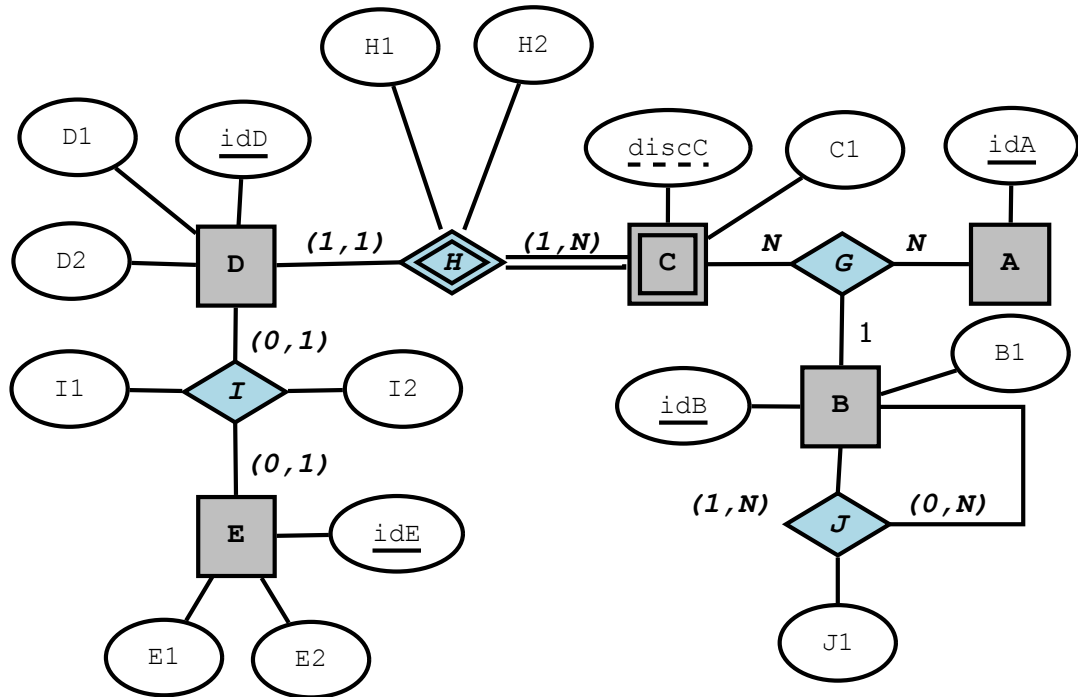 H1
H2
D1
idD
discC
C1
idA
D2
D
(1,1)
H
(1,N)
C
N
G
N
A
(0,1)
1
B1
I1
I
I2
idB
B
(0,1)
(1,N)
J
(0,N)
E
idE
E1
E2
J1